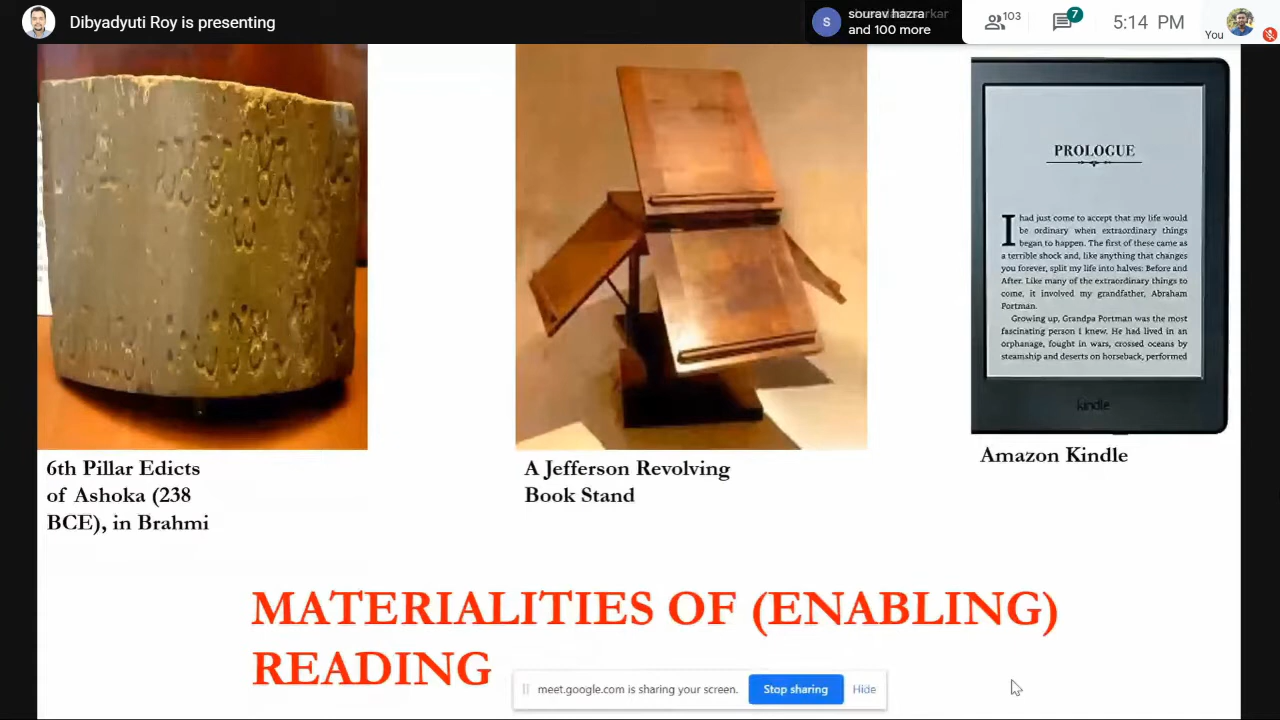 Dibyadyuti Roy is presenting
S
sourav hazra
and 100 more
103
7
5:14 PM
You
PROLOGUE
I had just come to accept that my life would
be ordinary when extraordinary things
began to happen. The first of these came as
a terrible shock and, like anything that changes
you forever, split my life into halves: Before and
After. Like many of the extraordinary things to
come, it involved my grandfather, Abraham
Portman.
Growing up, Grandpa Portman was the most
fascinating person I knew. He had lived in an
orphanage, fought in wars, crossed oceans by
steamship and deserts on horseback, performed
kindle
6th Pillar Edicts
of Ashoka (238
BCE), in Brahmi
A Jefferson Revolving
Book Stand
Amazon Kindle
MATERIALITIES OF (ENABLING)
READING
meet.google.com is sharing your screen.
Stop sharing
Hide